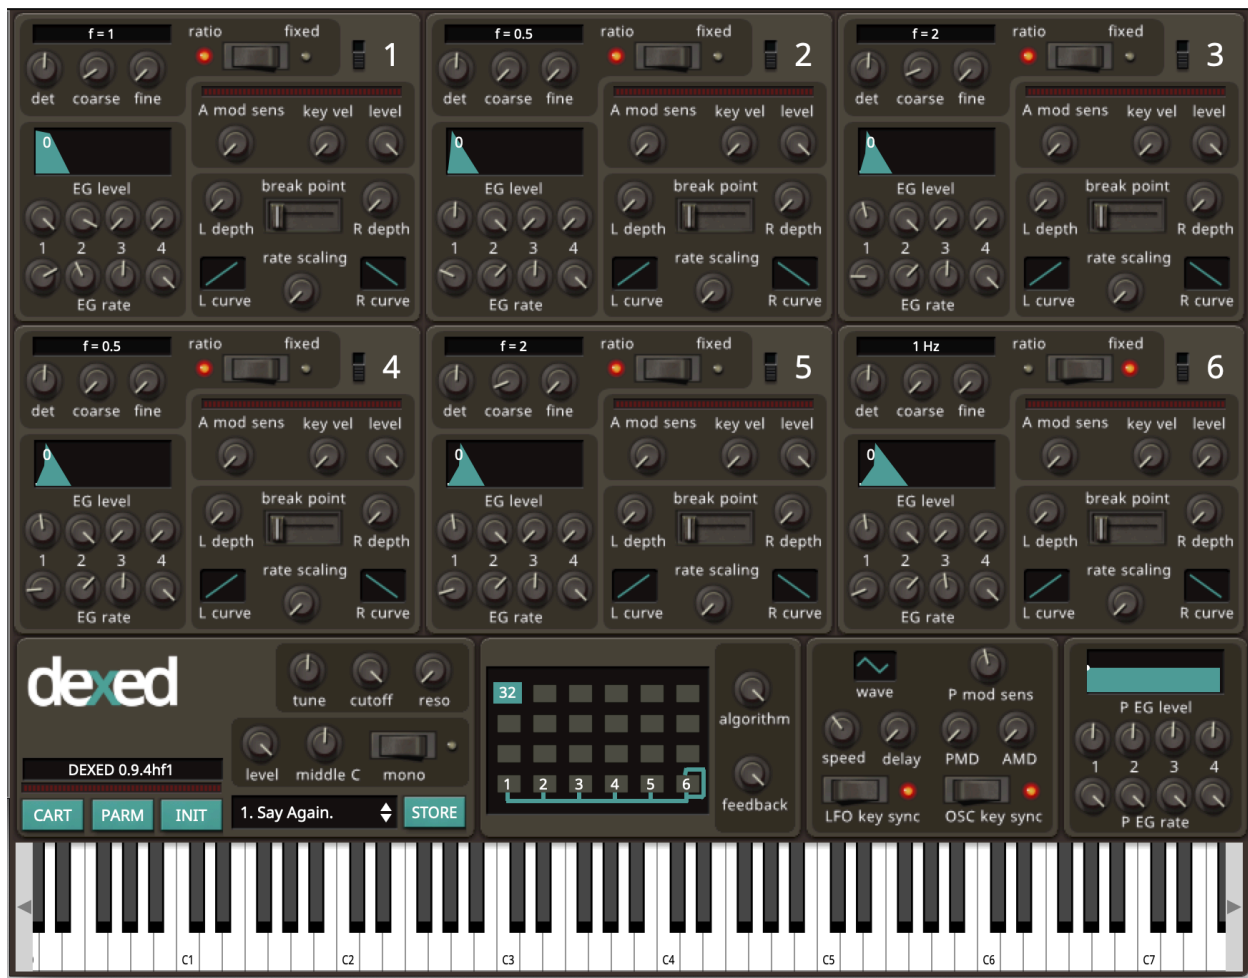 f = 1 ratio fixed 1
det coarse fine
A mod sens key vel level
0
EG level
break point
L depth R depth
1 2 3 4
rate scaling
L curve R curve
EG rate
f = 0.5 ratio fixed 2
det coarse fine
A mod sens key vel level
0
EG level
break point
L depth R depth
1 2 3 4
rate scaling
L curve R curve
EG rate
f = 2 ratio fixed 3
det coarse fine
A mod sens key vel level
0
EG level
break point
L depth R depth
1 2 3 4
rate scaling
L curve R curve
EG rate
f = 0.5 ratio fixed 4
det coarse fine
A mod sens key vel level
0
EG level
break point
L depth R depth
1 2 3 4
rate scaling
L curve R curve
EG rate
f = 2 ratio fixed 5
det coarse fine
A mod sens key vel level
0
EG level
break point
L depth R depth
1 2 3 4
rate scaling
L curve R curve
EG rate
1 Hz ratio fixed 6
det coarse fine
A mod sens key vel level
0
EG level
break point
L depth R depth
1 2 3 4
rate scaling
L curve R curve
EG rate
dexed
tune cutoff reso
level middle C mono
DEXED 0.9.4hf1
CART PARM INIT 1. Say Again. STORE
32
algorithm
1 2 3 4 5 6
feedback
wave P mod sens
speed delay PMD AMD
LFO key sync OSC key sync
P EG level
1 2 3 4
P EG rate
C1 C2 C3 C4 C5 C6 C7